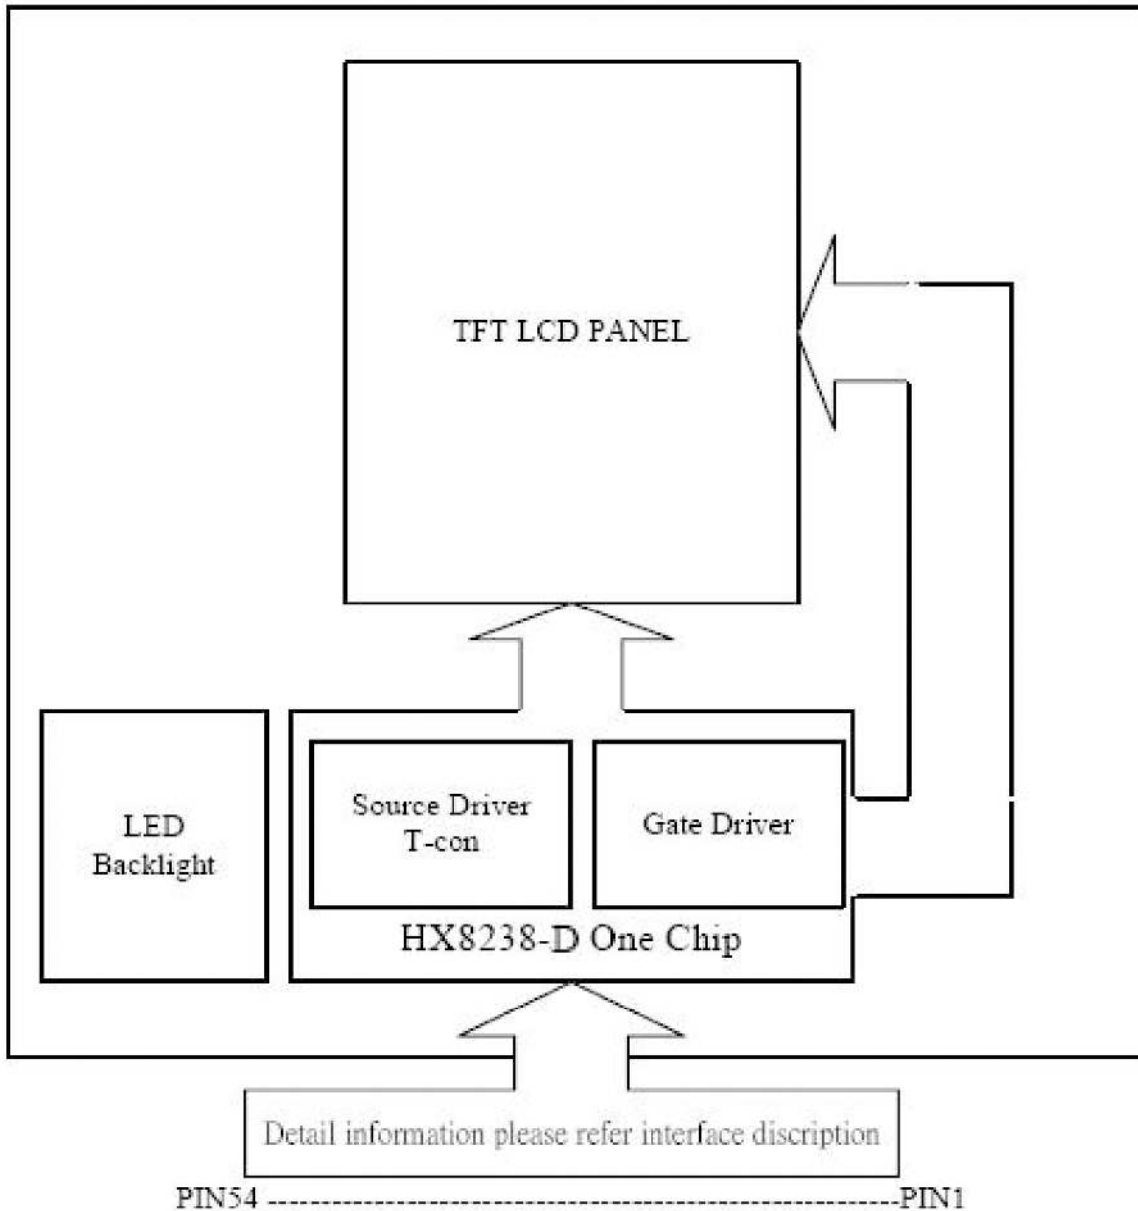 TFT LCD PANEL
LED
Backlight
Source Driver
T-con
Gate Driver
HX8238-D One Chip
Detail information please refer interface discription
PIN54 ------------------------------------------------------------PIN1